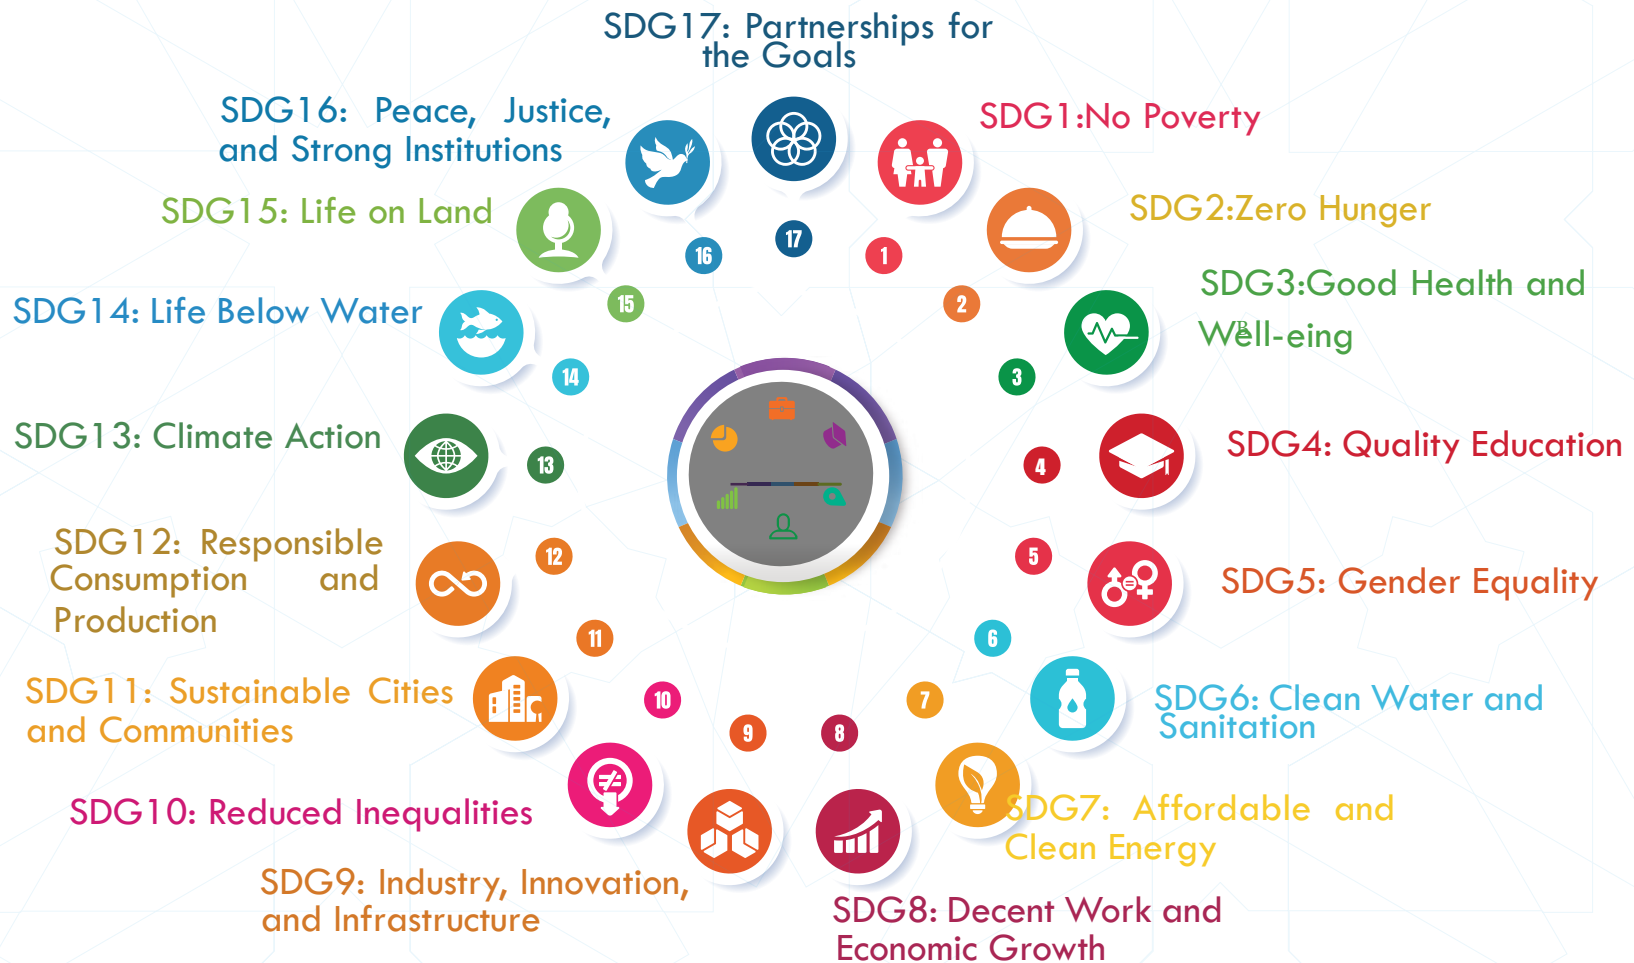 SDG17: Partnerships for
the Goals
SDG1:No Poverty
SDG2:Zero Hunger
SDG3:Good Health and
Well-eing
B
SDG4: Quality Education
SDG5: Gender Equality
SDG6: Clean Water and
Sanitation
SDG7: Affordable and
Clean Energy
SDG8: Decent Work and
Economic Growth
SDG9: Industry, Innovation,
and Infrastructure
SDG10: Reduced Inequalities
SDG11: Sustainable Cities
and Communities
SDG12: Responsible
Consumption and
Production
SDG13: Climate Action
SDG14: Life Below Water
SDG15: Life on Land
SDG16: Peace, Justice,
and Strong Institutions
17
1
2
3
4
5
6
7
8
9
10
11
12
13
14
15
16